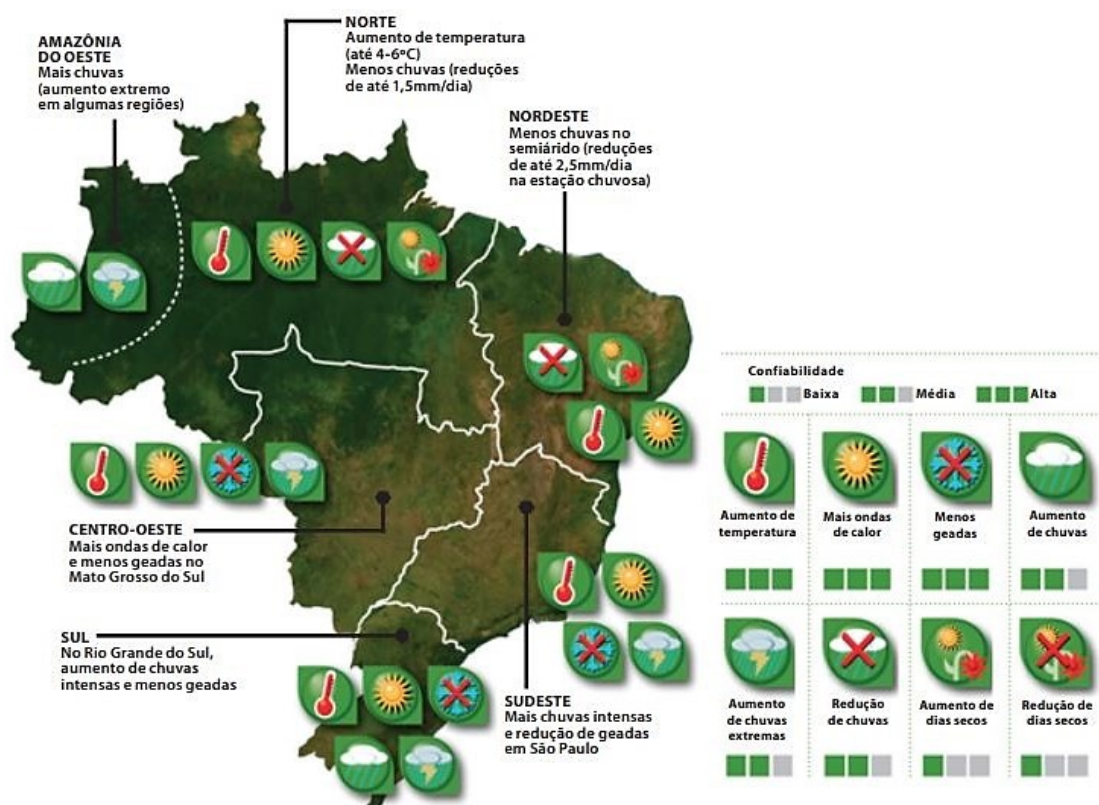 AMAZÔNIA
DO OESTE
Mais chuvas
(aumento extremo
em algumas regiões)
NORTE
Aumento de temperatura
(até 4-6ºC)
Menos chuvas (reduções
de até 1,5mm/dia)
NORDESTE
Menos chuvas no
semiárido (reduções
de até 2,5mm/dia
na estação chuvosa)
CENTRO-OESTE
Mais ondas de calor
e menos geadas no
Mato Grosso do Sul
SUL
No Rio Grande do Sul,
aumento de chuvas
intensas e menos geadas
SUDESTE
Mais chuvas intensas
e redução de geadas
em São Paulo
Confiabilidade
Baixa Média Alta
Aumento de
temperatura
Mais ondas
de calor
Menos
geadas
Aumento
de chuvas
Aumento
de chuvas
extremas
Redução
de chuvas
Aumento de
dias secos
Redução de
dias secos